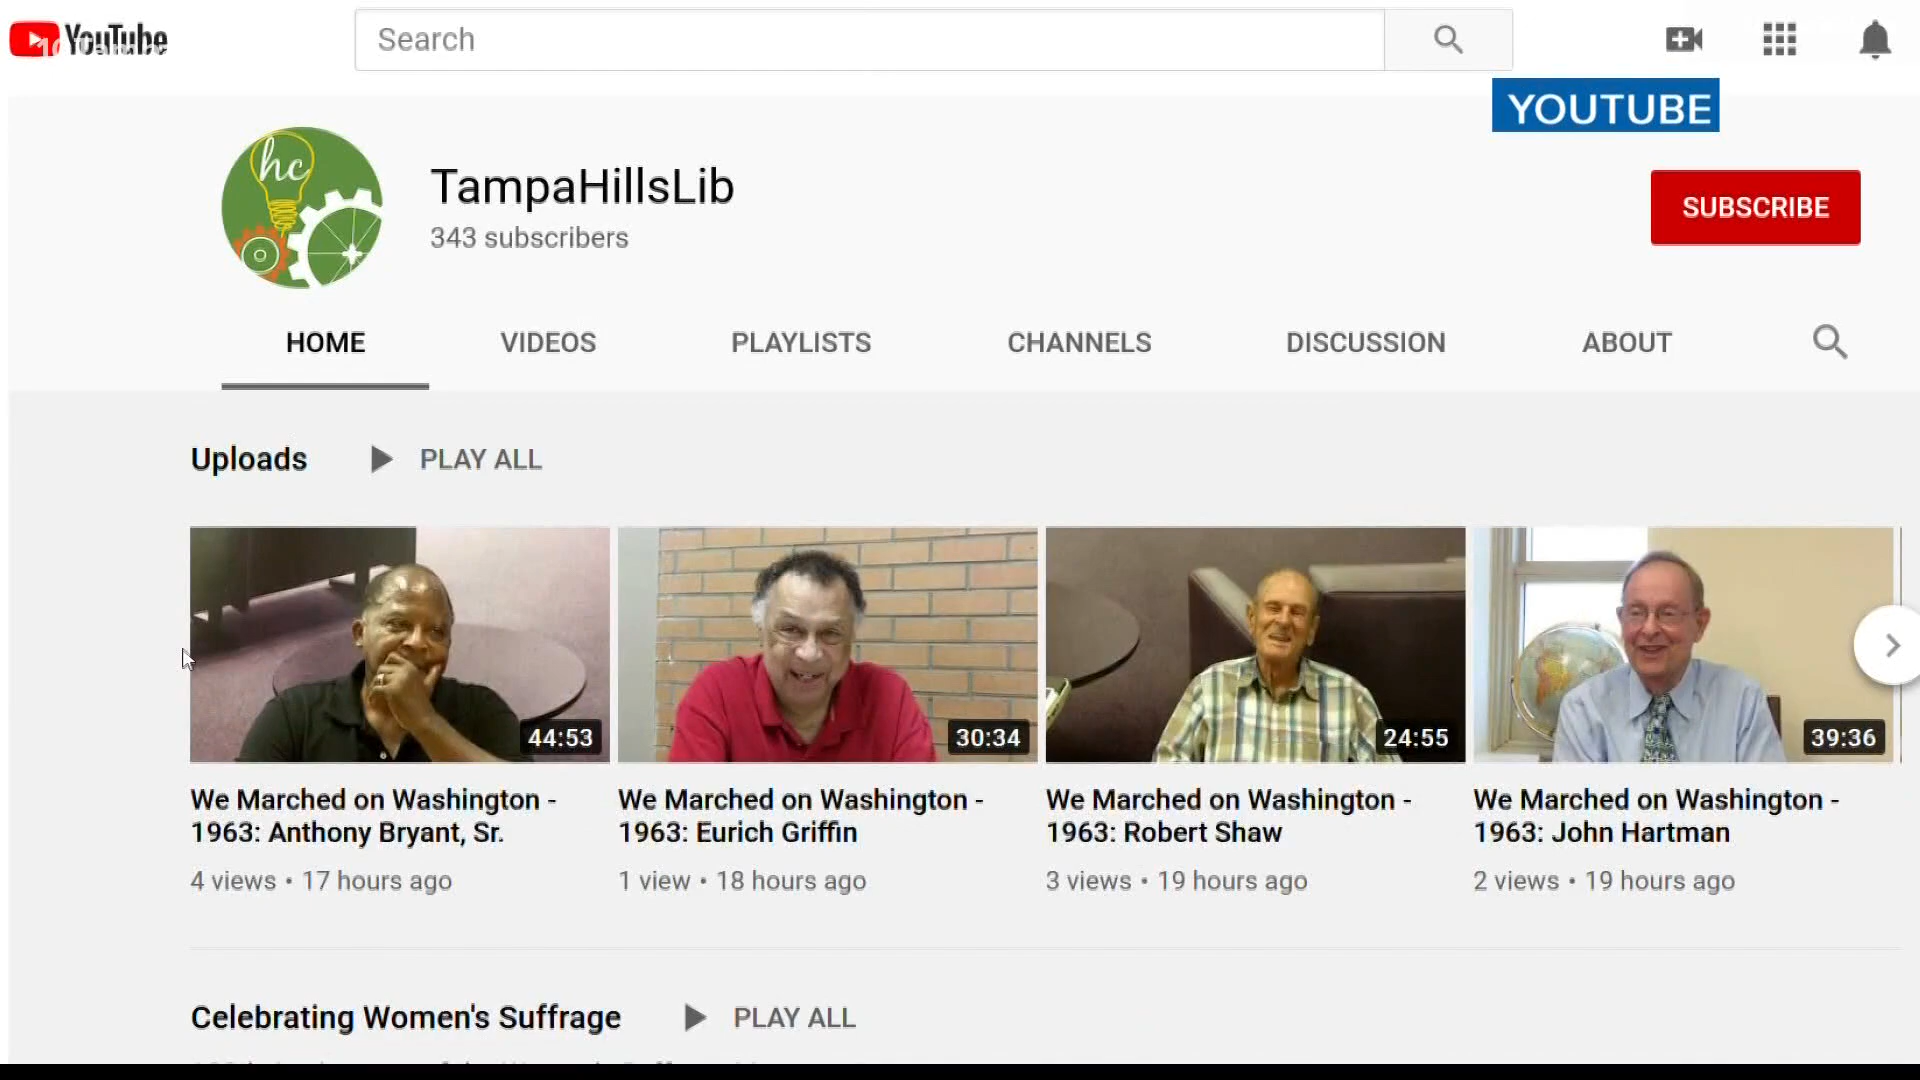 YouTube
Search
YOUTUBE
hc
TampaHillsLib
343 subscribers
SUBSCRIBE
HOME
VIDEOS
PLAYLISTS
CHANNELS
DISCUSSION
ABOUT
Uploads
PLAY ALL
44:53
30:34
24:55
39:36
We Marched on Washington -
1963: Anthony Bryant, Sr.
4 views • 17 hours ago
We Marched on Washington -
1963: Eurich Griffin
1 view • 18 hours ago
We Marched on Washington -
1963: Robert Shaw
3 views • 19 hours ago
We Marched on Washington -
1963: John Hartman
2 views • 19 hours ago
Celebrating Women's Suffrage
PLAY ALL